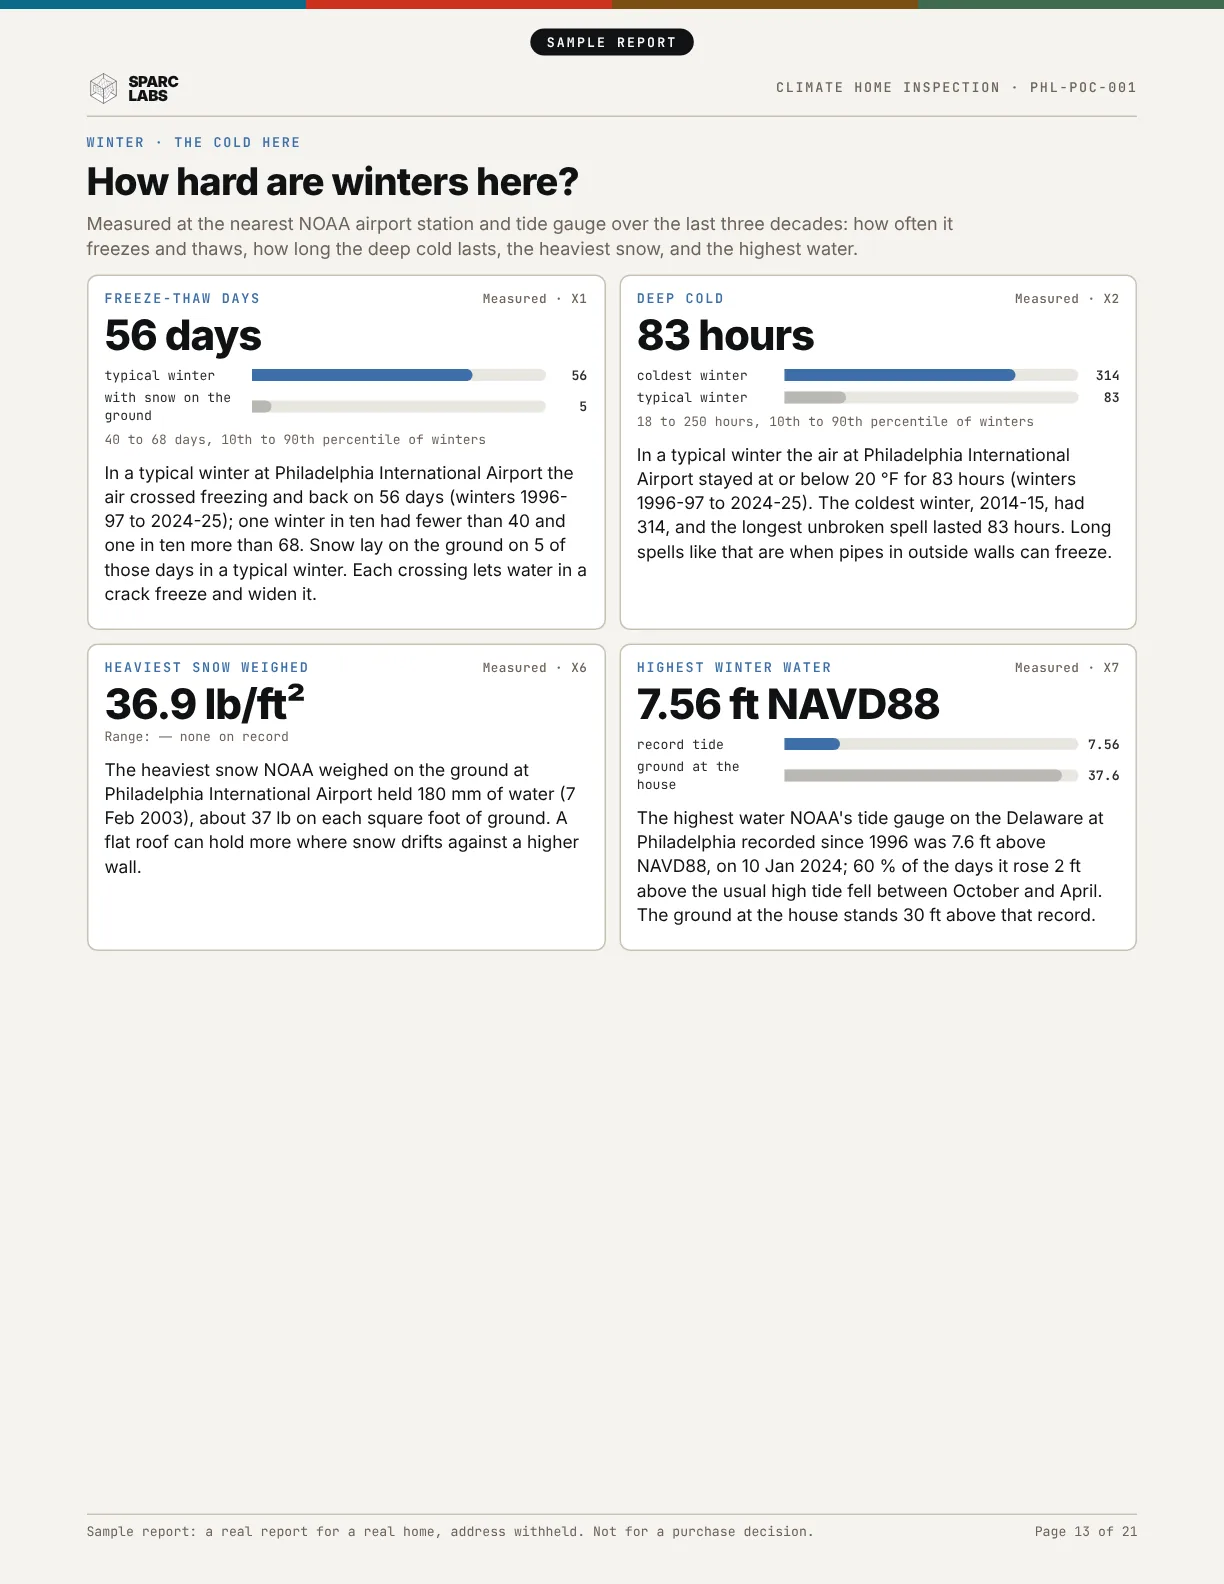 SAMPLE REPORT
SPARC
LABS
CLIMATE HOME INSPECTION · PHL-POC-001
WINTER · THE COLD HERE
How hard are winters here?
Measured at the nearest NOAA airport station and tide gauge over the last three decades: how often it
freezes and thaws, how long the deep cold lasts, the heaviest snow, and the highest water.
FREEZE-THAW DAYS
Measured · X1
56 days
typical winter
56
with snow on the
ground
5
40 to 68 days, 10th to 90th percentile of winters
In a typical winter at Philadelphia International Airport the
air crossed freezing and back on 56 days (winters 1996-
97 to 2024-25); one winter in ten had fewer than 40 and
one in ten more than 68. Snow lay on the ground on 5 of
those days in a typical winter. Each crossing lets water in a
crack freeze and widen it.
DEEP COLD
Measured · X2
83 hours
coldest winter
314
typical winter
83
18 to 250 hours, 10th to 90th percentile of winters
In a typical winter the air at Philadelphia International
Airport stayed at or below 20 °F for 83 hours (winters
1996-97 to 2024-25). The coldest winter, 2014-15, had
314, and the longest unbroken spell lasted 83 hours. Long
spells like that are when pipes in outside walls can freeze.
HEAVIEST SNOW WEIGHED
Measured · X6
36.9 lb/ft²
Range: — none on record
The heaviest snow NOAA weighed on the ground at
Philadelphia International Airport held 180 mm of water (7
Feb 2003), about 37 lb on each square foot of ground. A
flat roof can hold more where snow drifts against a higher
wall.
HIGHEST WINTER WATER
Measured · X7
7.56 ft NAVD88
record tide
7.56
ground at the
house
37.6
The highest water NOAA's tide gauge on the Delaware at
Philadelphia recorded since 1996 was 7.6 ft above
NAVD88, on 10 Jan 2024; 60 % of the days it rose 2 ft
above the usual high tide fell between October and April.
The ground at the house stands 30 ft above that record.
Sample report: a real report for a real home, address withheld. Not for a purchase decision.
Page 13 of 21